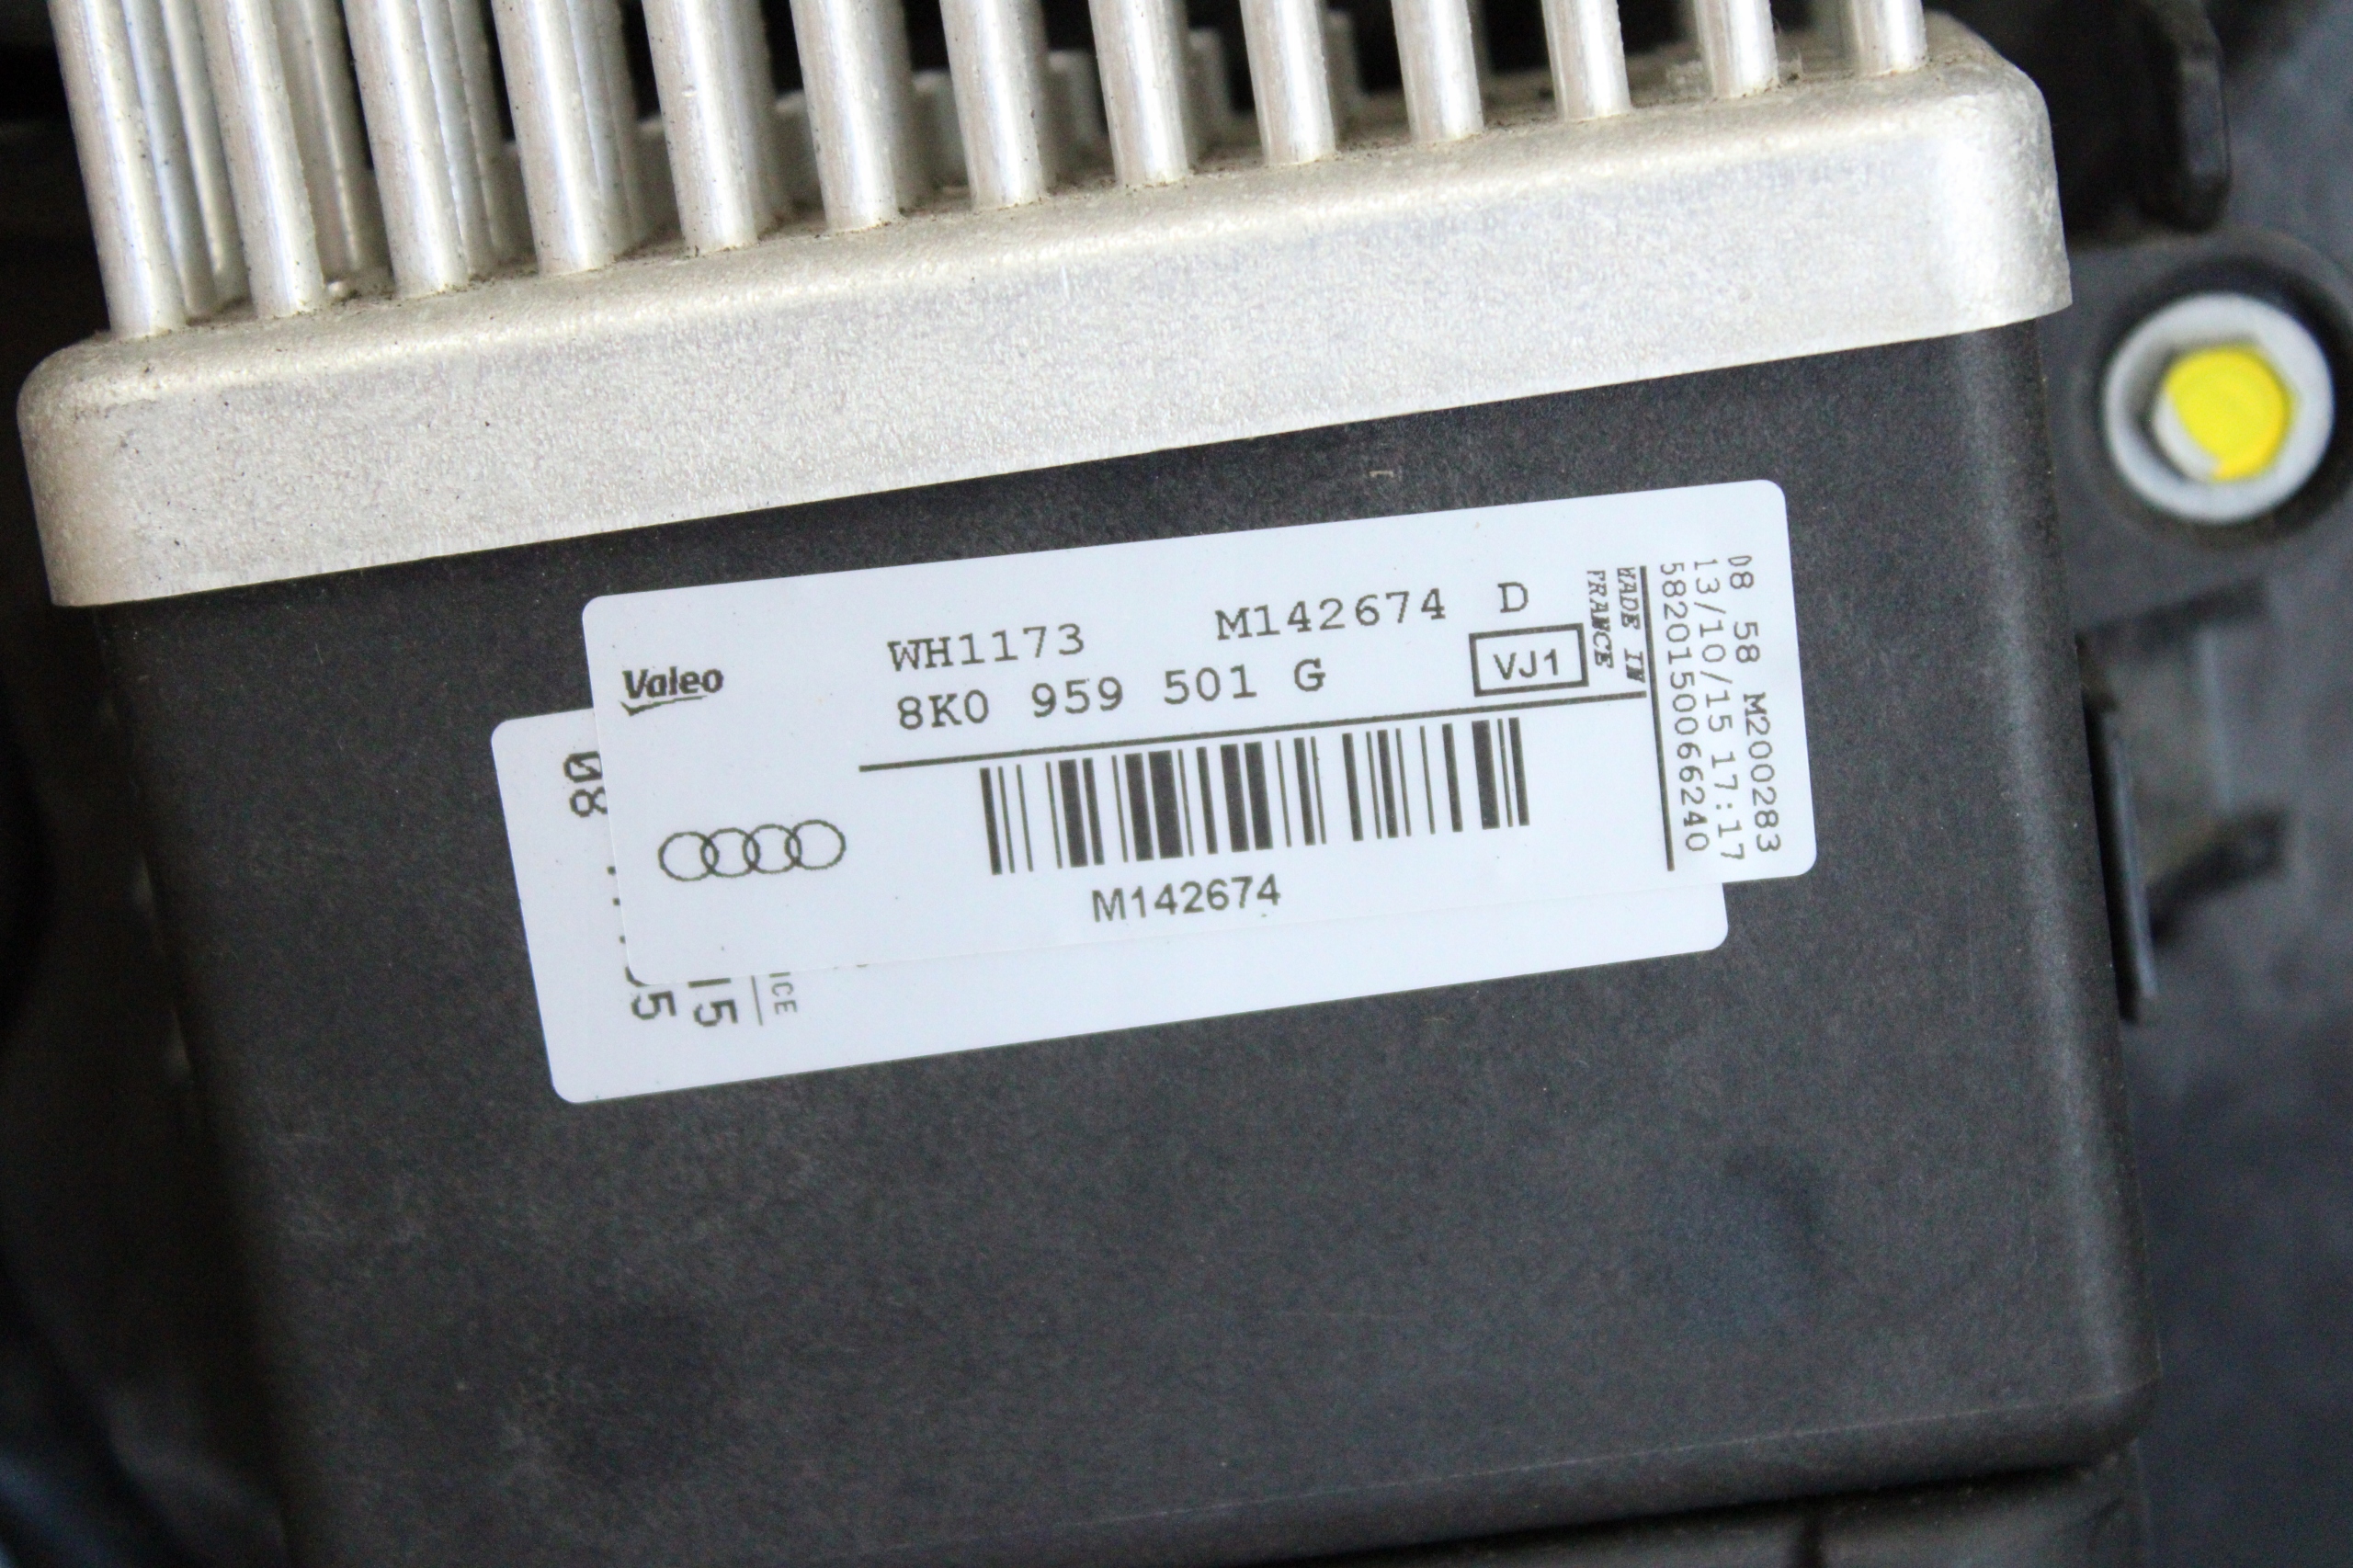 Valeo
WH1173 M142674 D
8K0 959 501 G VJ1
MADE IN
FRANCE
M142674
08 58 M200283
13/10/15 17:17
5820150066240
08
15